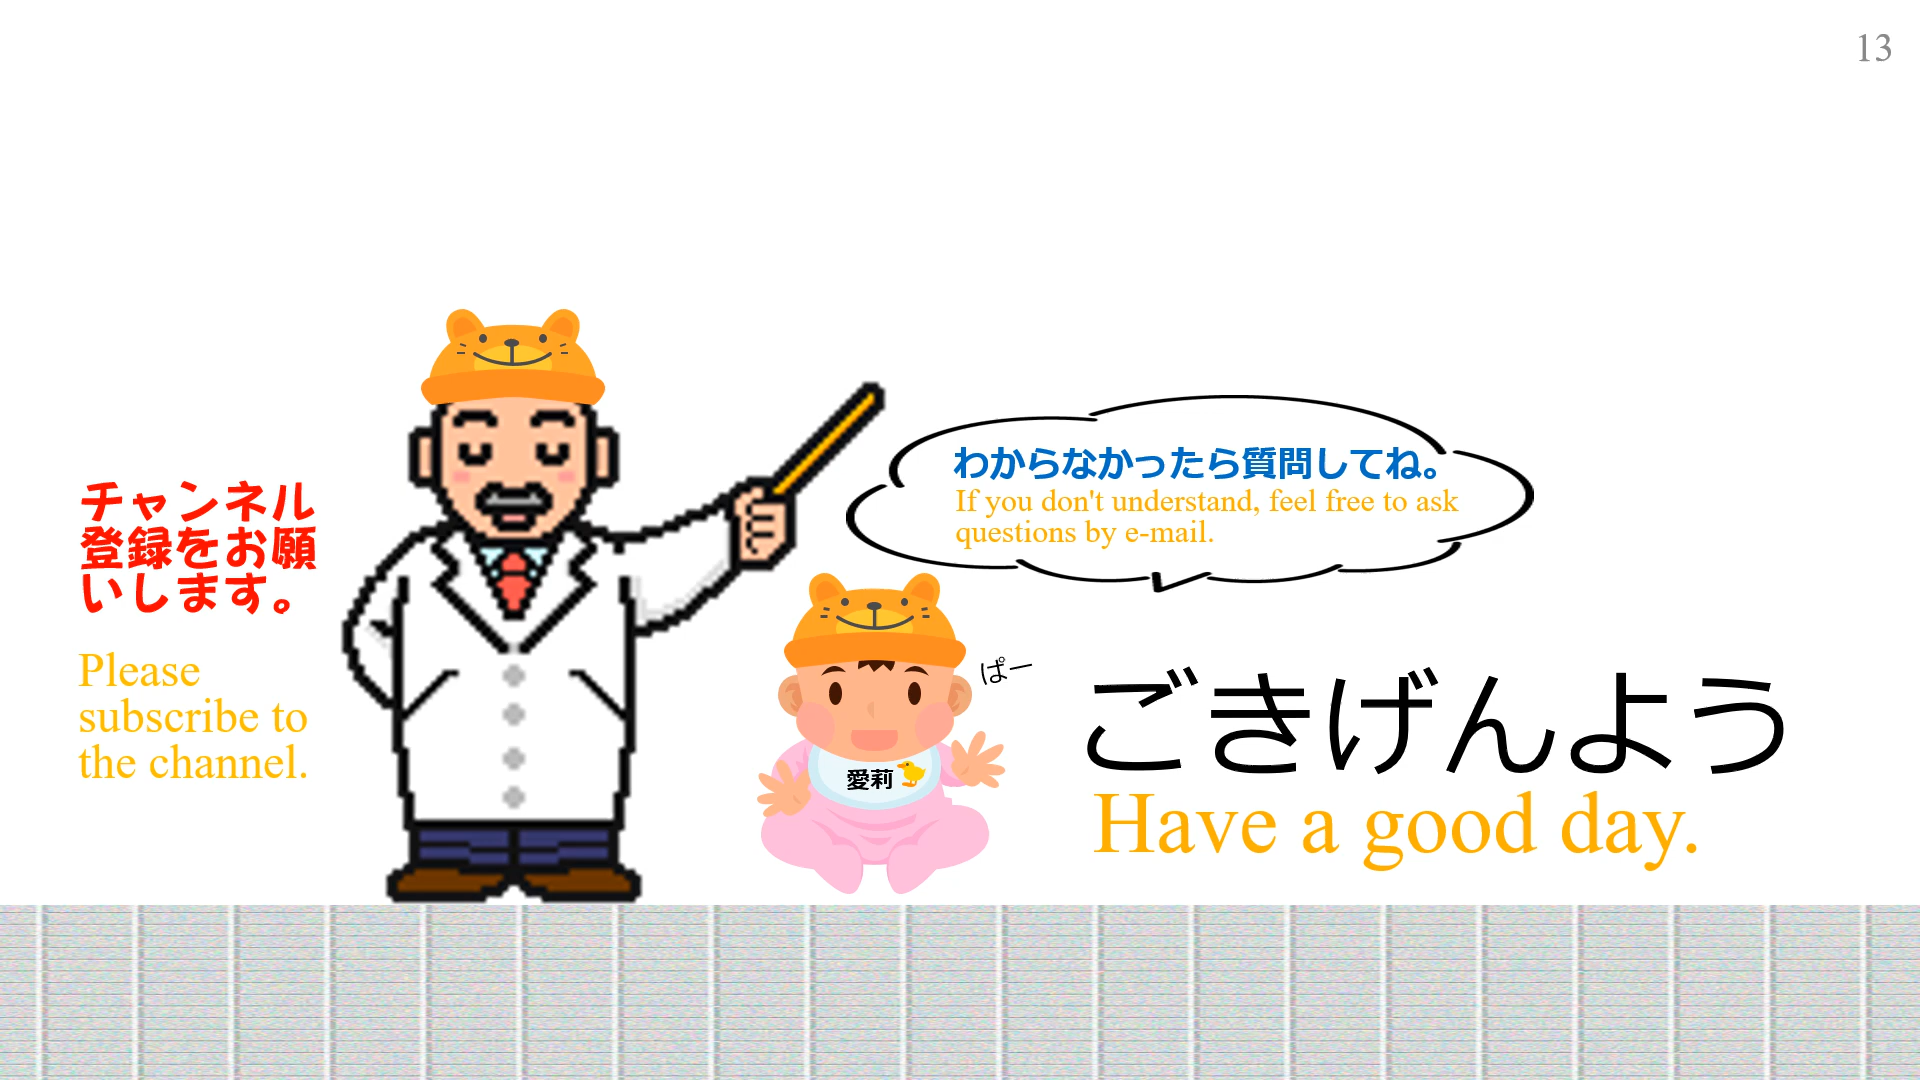 13
チャンネル
登録をお願
いします。
Please
subscribe to
the channel.
わからなかったら質問してね。
If you don't understand, feel free to ask
questions by e-mail.
ぱー
愛莉
ごきげんよう
Have a good day.